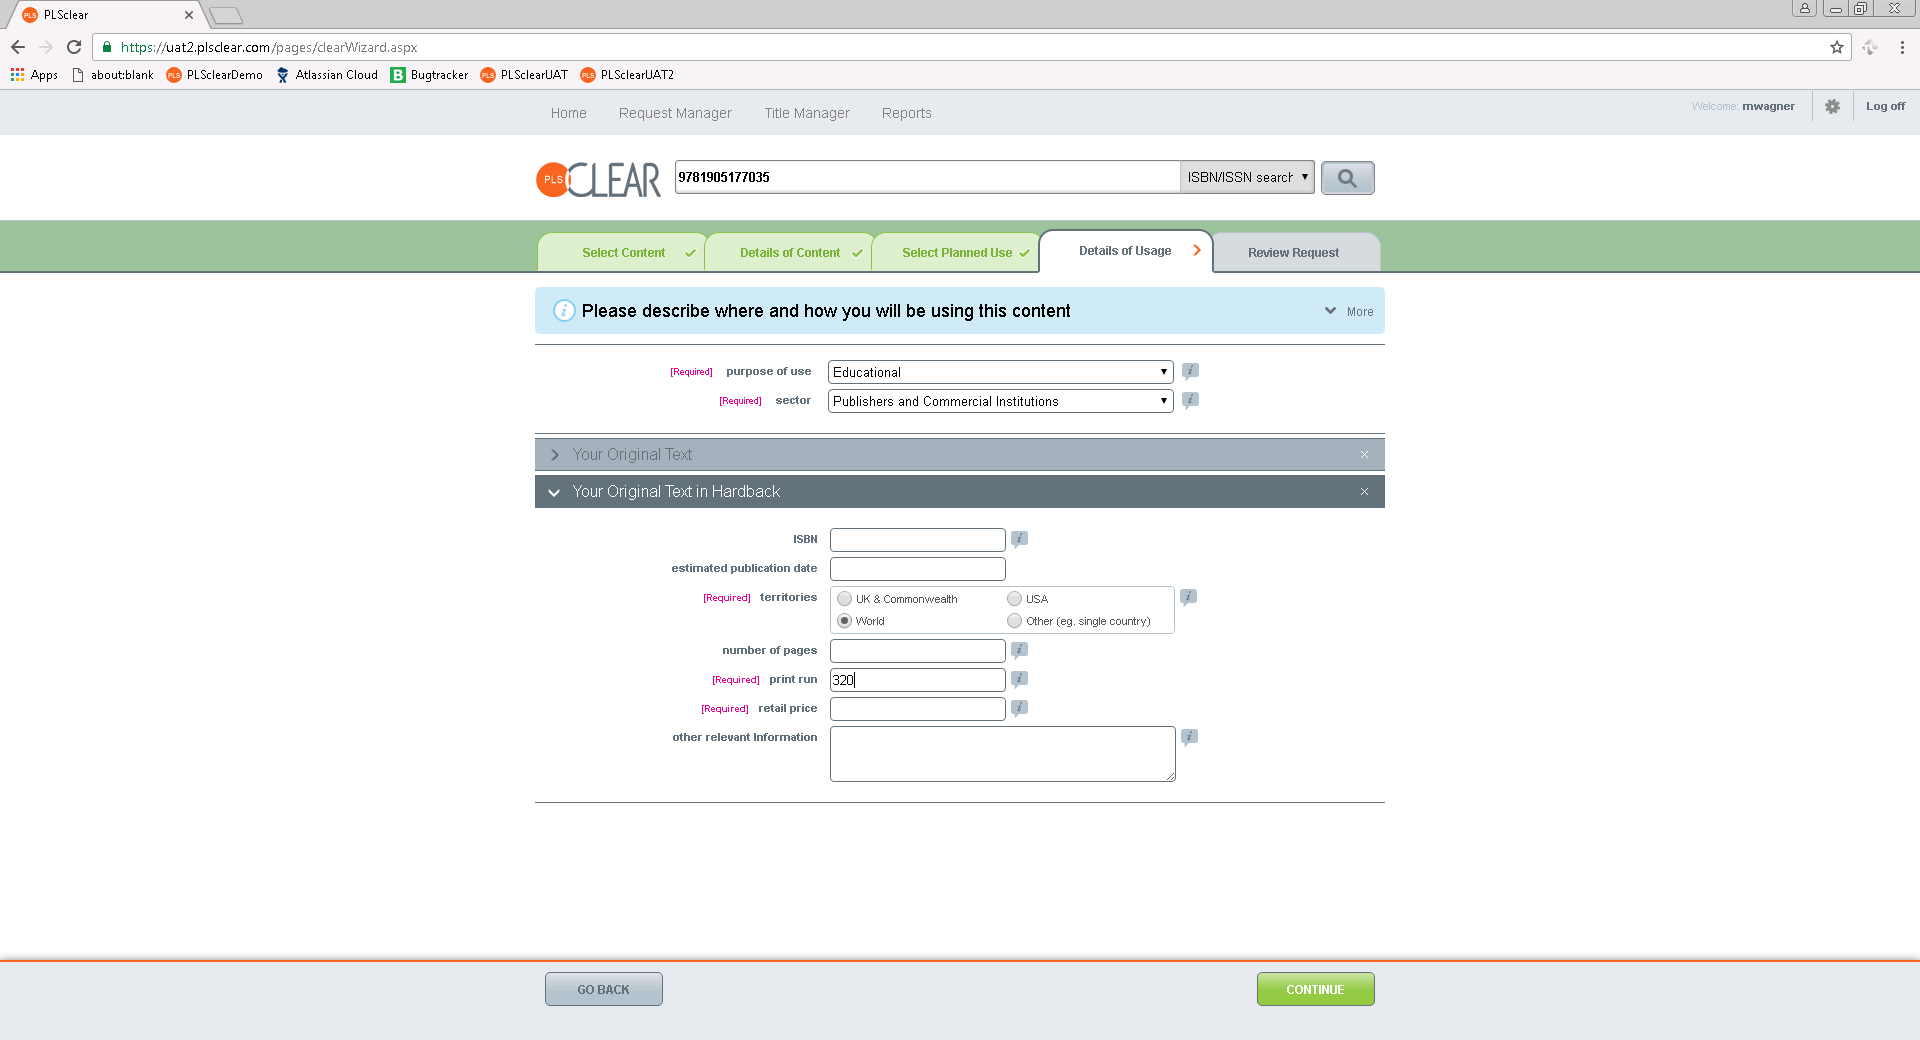 PLS PLSclear
https://uat2.plsclear.com/pages/clearWizard.aspx
Apps about:blank PLS PLSclearDemo Atlassian Cloud B Bugtracker PLS PLSclearUAT PLS PLSclearUAT2
Home Request Manager Title Manager Reports
Welcome: mwagner Log off
PLS CLEAR 9781905177035 ISBN/ISSN search
Select Content Details of Content Select Planned Use Details of Usage Review Request
i Please describe where and how you will be using this content More
[Required] purpose of use Educational i
[Required] sector Publishers and Commercial Institutions i
Your Original Text ×
Your Original Text in Hardback ×
ISBN i
estimated publication date
[Required] territories UK & Commonwealth USA i
World Other (eg. single country)
number of pages i
[Required] print run 320 i
[Required] retail price i
other relevant Information i
GO BACK CONTINUE